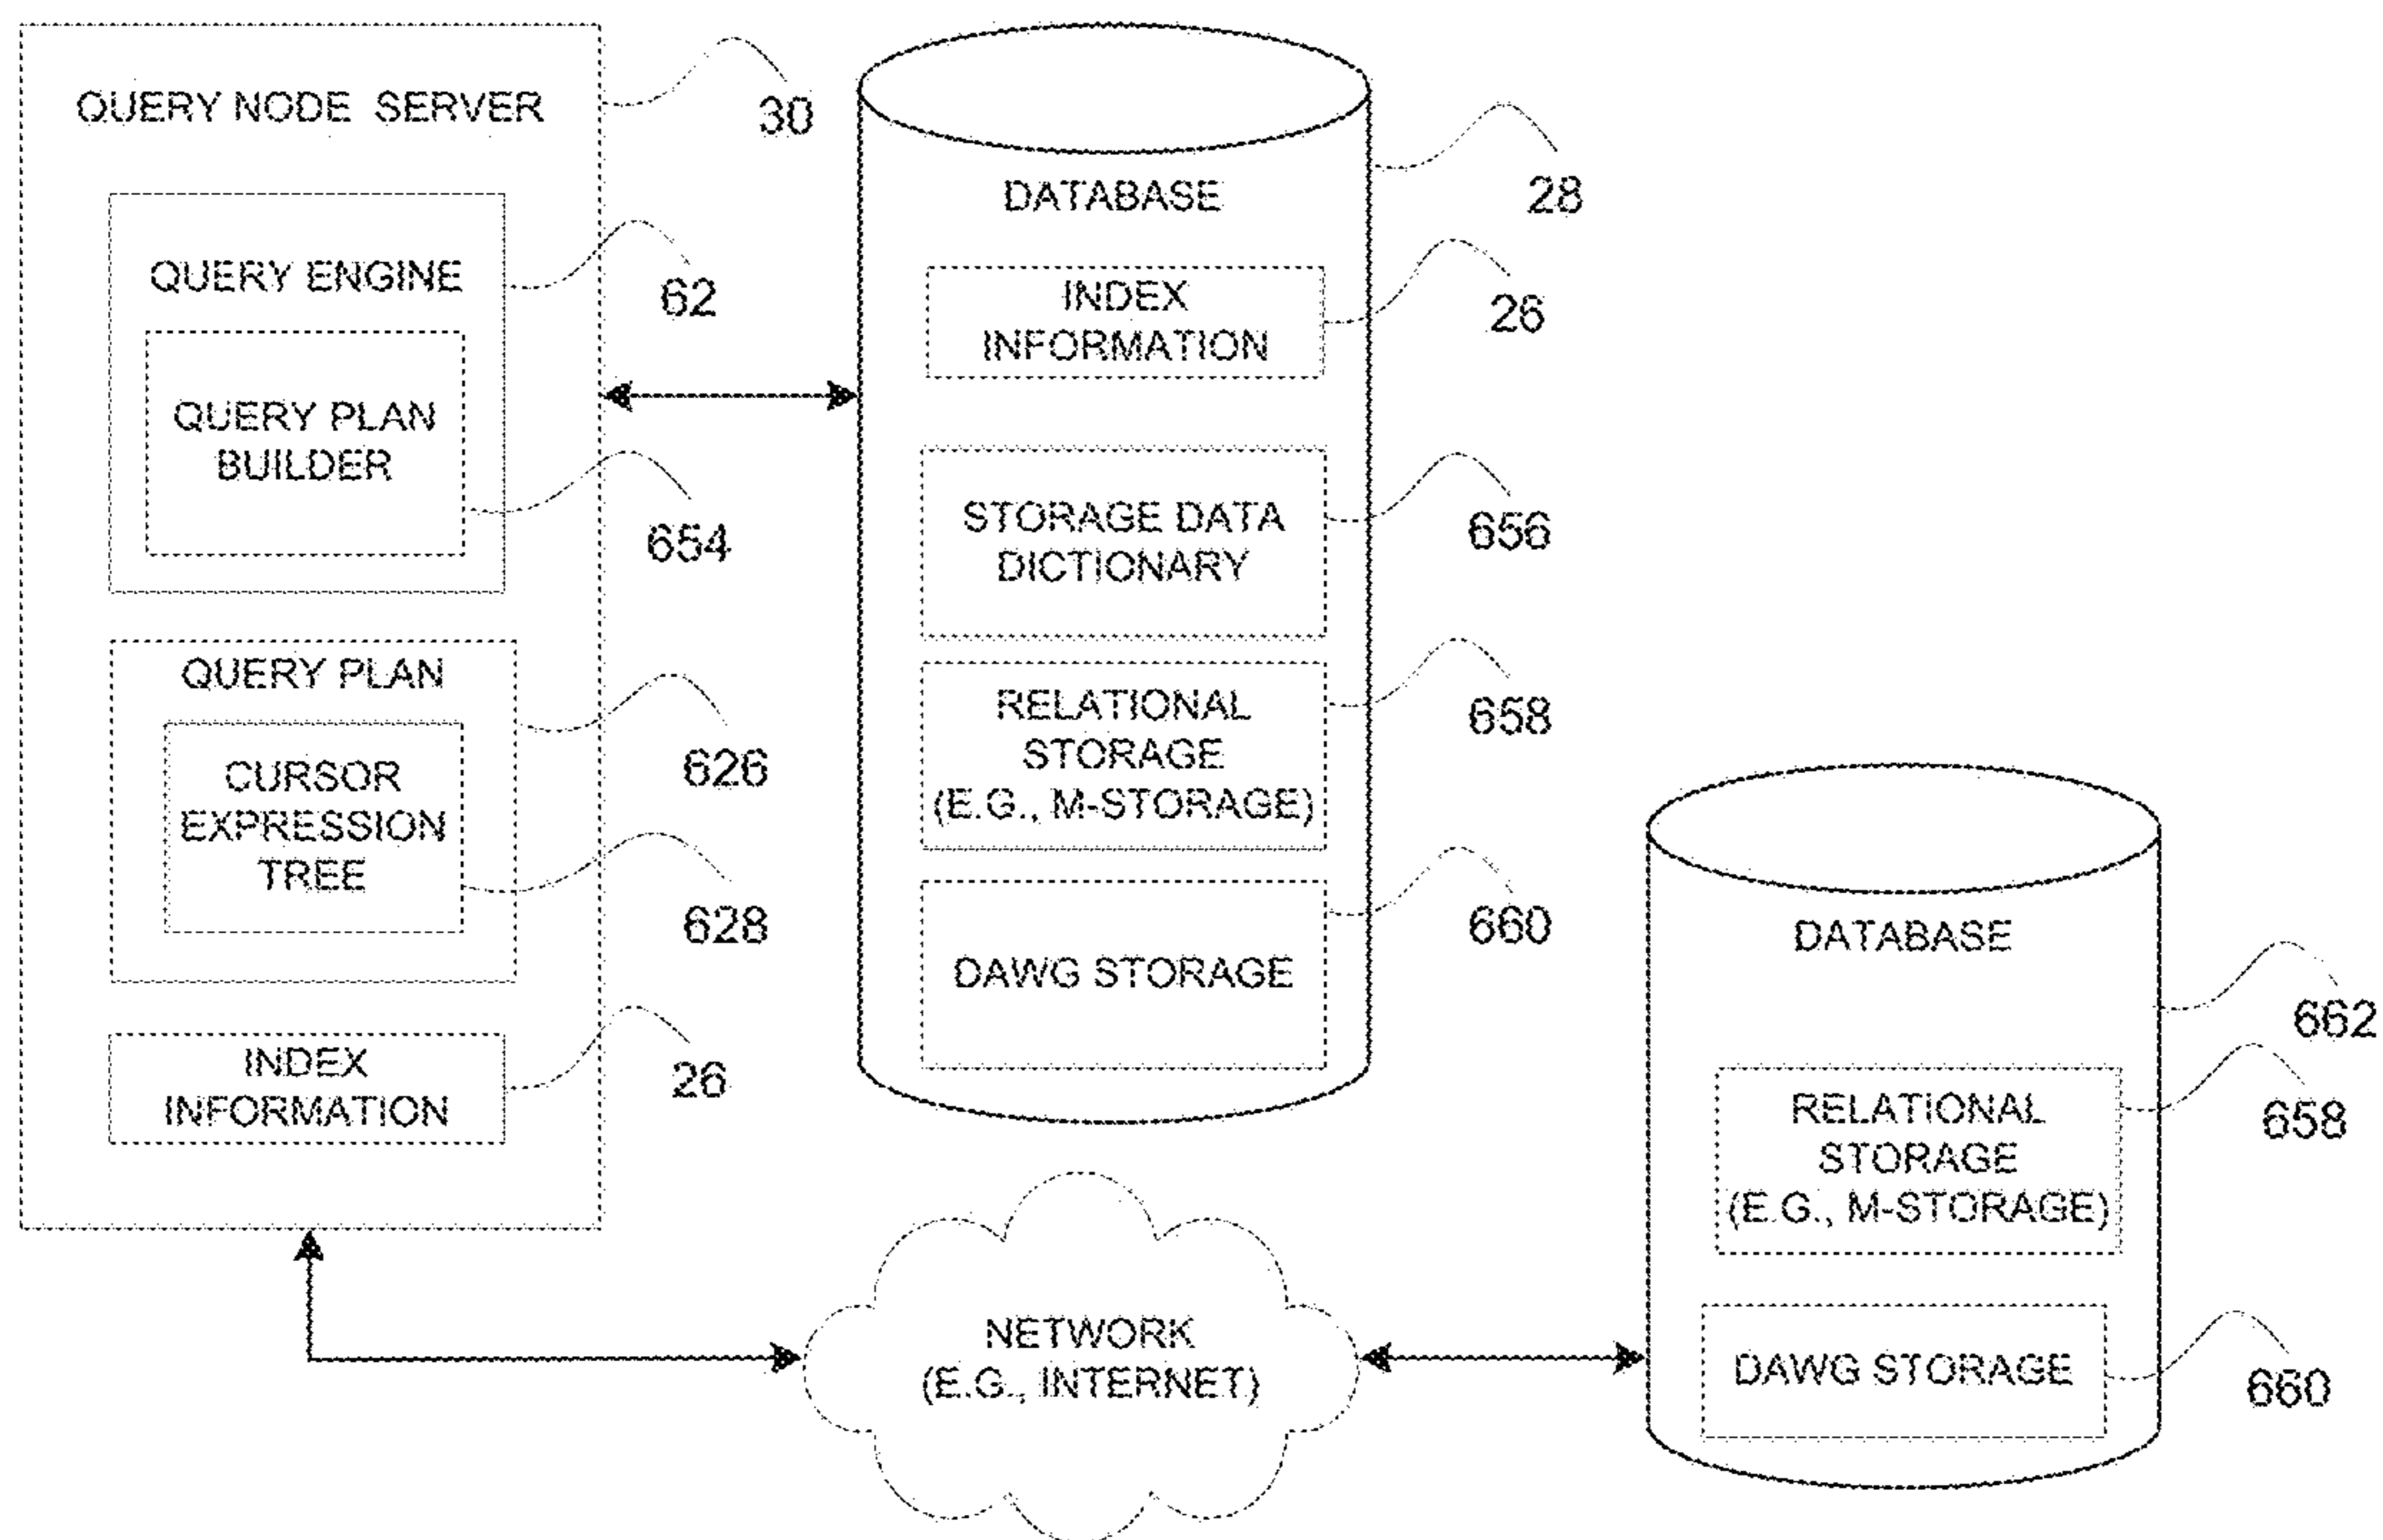 QUERY NODE SERVER
30
QUERY ENGINE
62
QUERY PLAN
BUILDER
654
QUERY PLAN
626
CURSOR
EXPRESSION
TREE
628
INDEX
INFORMATION
26
DATABASE
28
INDEX
INFORMATION
26
STORAGE DATA
DICTIONARY
656
RELATIONAL
STORAGE
(E.G., M-STORAGE)
658
DAWG STORAGE
660
NETWORK
(E.G., INTERNET)
DATABASE
662
RELATIONAL
STORAGE
(E.G., M-STORAGE)
658
DAWG STORAGE
660